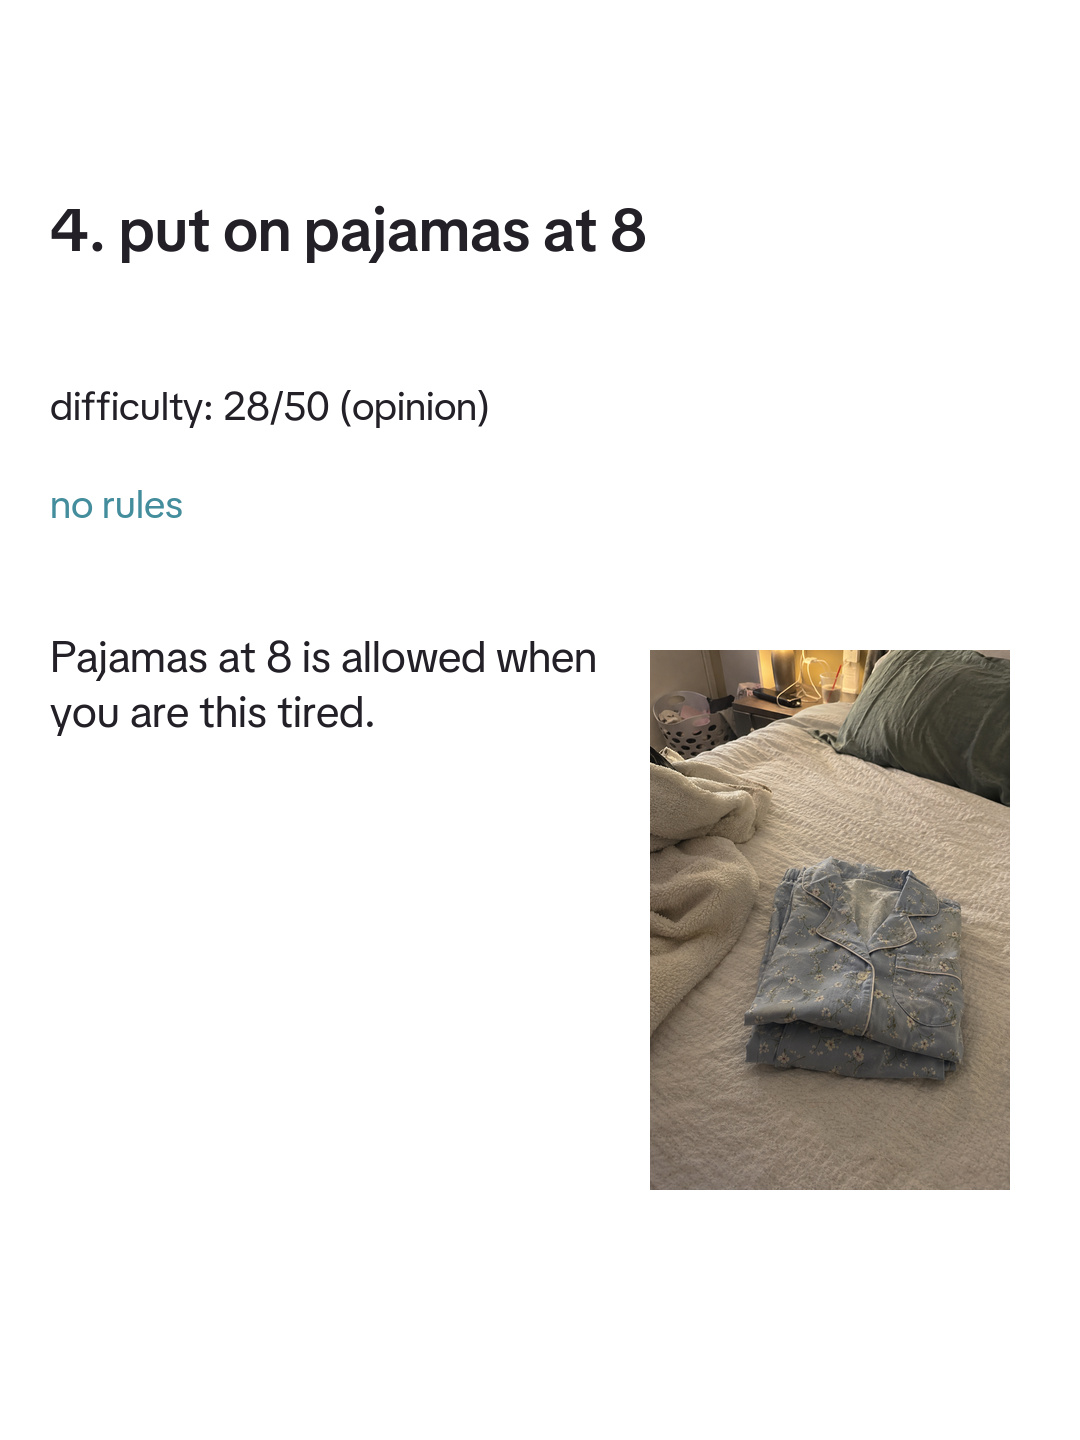 4. put on pajamas at 8
difficulty: 28/50 (opinion)
no rules
Pajamas at 8 is allowed when
you are this tired.